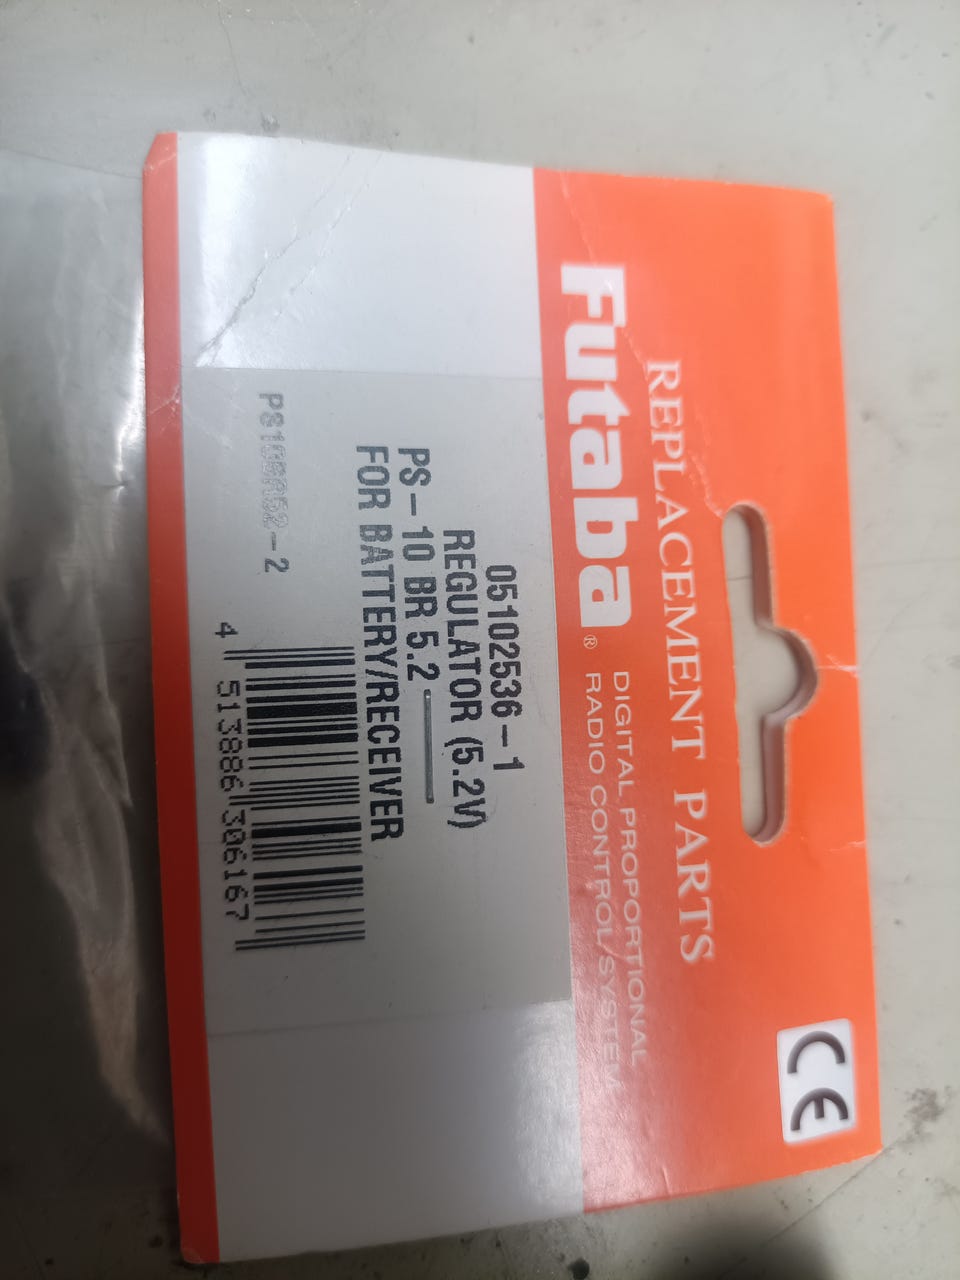 REPLACEMENT PARTS
Futaba®
DIGITAL PROPORTIONAL
RADIO CONTROL SYSTEM
CE
05102536-1
REGULATOR (5.2V)
PS-10 BR 5.2
FOR BATTERY/RECEIVER
4 513886 306167